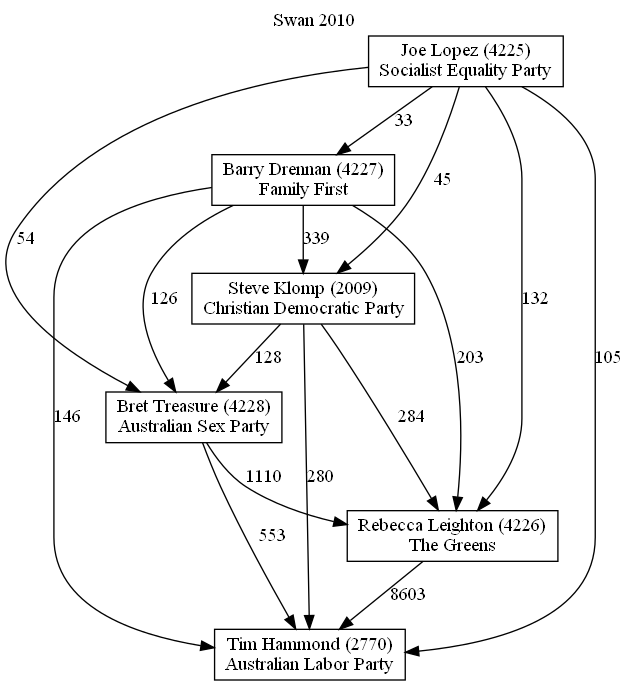 Swan 2010
Joe Lopez (4225)
Socialist Equality Party
33
Barry Drennan (4227)
Family First
45
54
339
Steve Klomp (2009)
Christian Democratic Party
126
132
128
203
105
Bret Treasure (4228)
Australian Sex Party
146
284
1110
280
553
Rebecca Leighton (4226)
The Greens
8603
Tim Hammond (2770)
Australian Labor Party